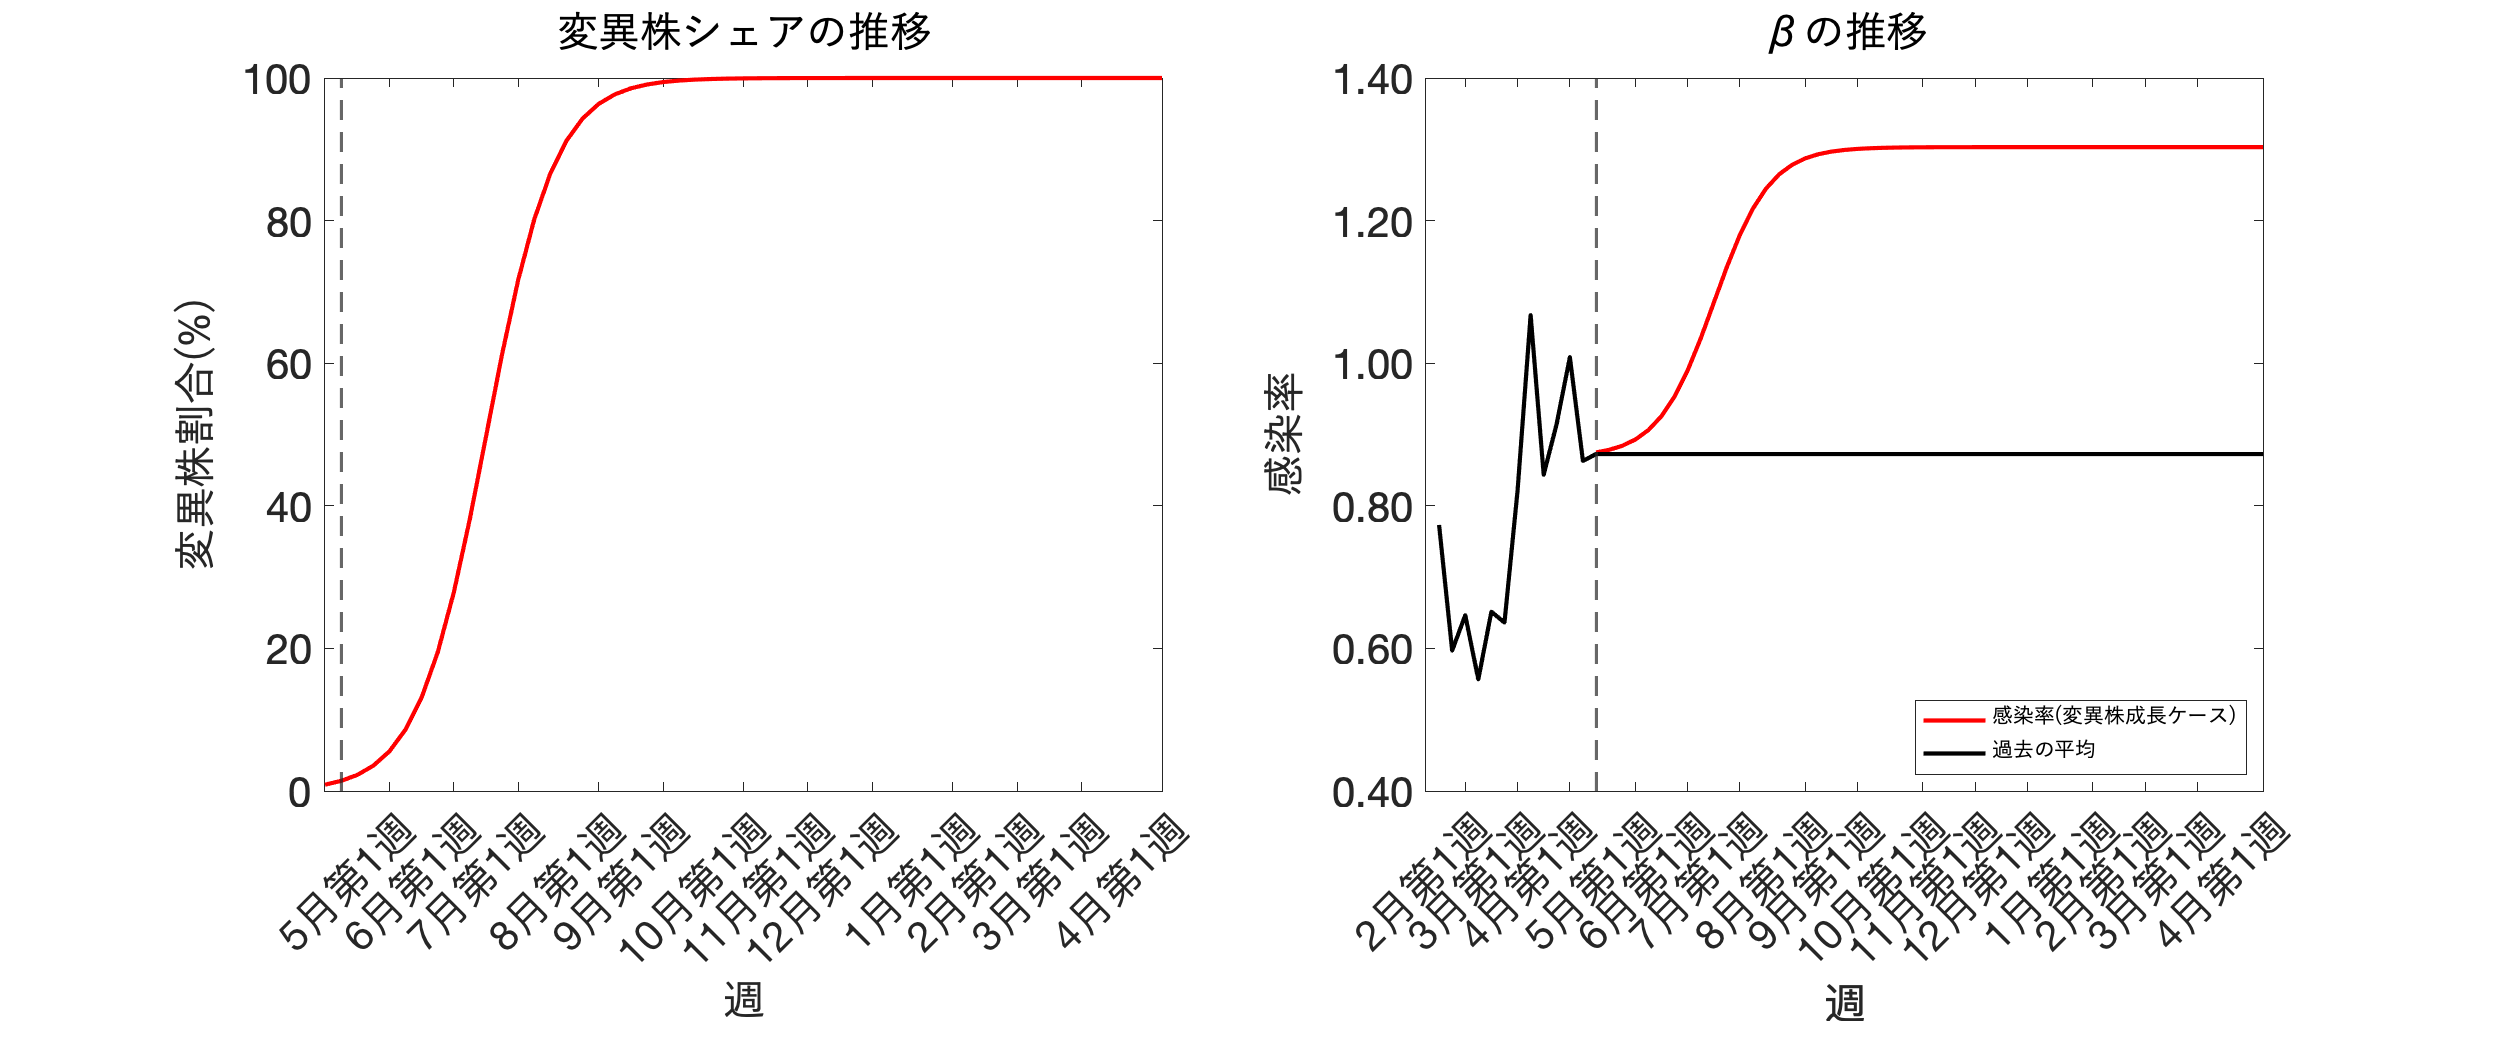 変異株シェアの推移
変異株割合(%)
100
80
60
40
20
0
5月第1週
6月第1週
7月第1週
8月第1週
9月第1週
10月第1週
11月第1週
12月第1週
1月第1週
2月第1週
3月第1週
4月第1週
週
βの推移
感染率
1.40
1.20
1.00
0.80
0.60
0.40
感染率(変異株成長ケース)
過去の平均
2月第1週
3月第1週
4月第1週
5月第1週
6月第1週
7月第1週
8月第1週
9月第1週
10月第1週
11月第1週
12月第1週
1月第1週
2月第1週
3月第1週
4月第1週
週